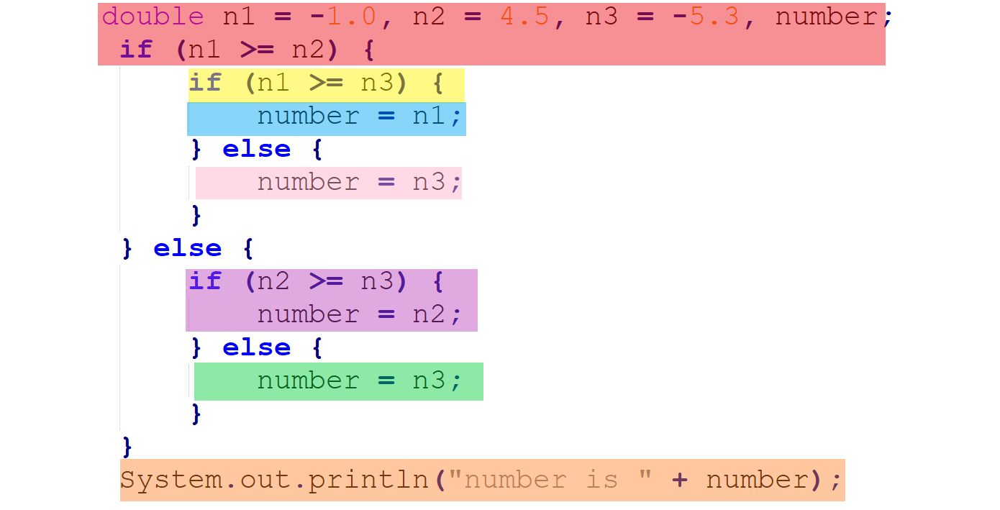 double n1 = -1.0, n2 = 4.5, n3 = -5.3, number;
if (n1 >= n2) {
if (n1 >= n3) {
number = n1;
} else {
number = n3;
}
} else {
if (n2 >= n3) {
number = n2;
} else {
number = n3;
}
}
System.out.println("number is " + number);